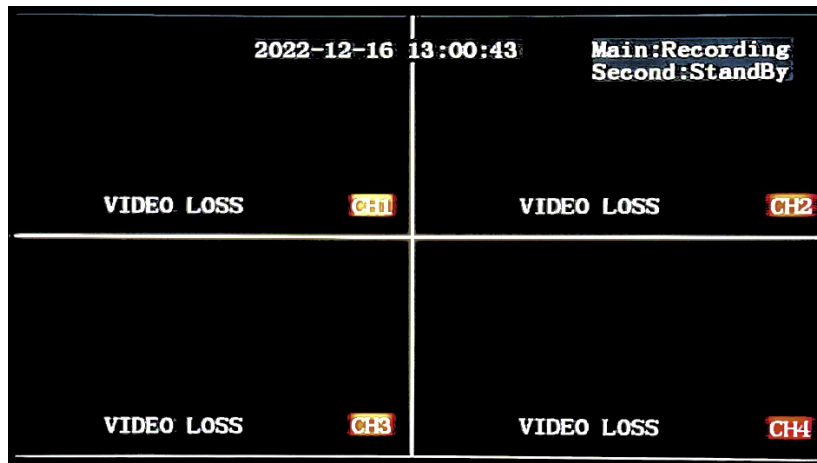 2022-12-16 13:00:43
Main:Recording
Second:StandBy
VIDEO LOSS CH1
VIDEO LOSS CH2
VIDEO LOSS CH3
VIDEO LOSS CH4